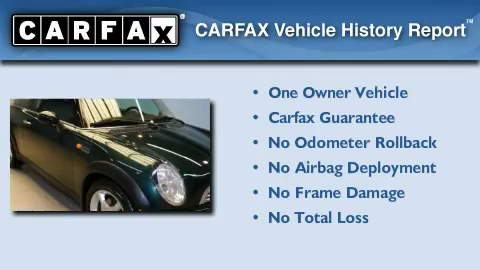 CARFAX® CARFAX Vehicle History Report™
• One Owner Vehicle
• Carfax Guarantee
• No Odometer Rollback
• No Airbag Deployment
• No Frame Damage
• No Total Loss